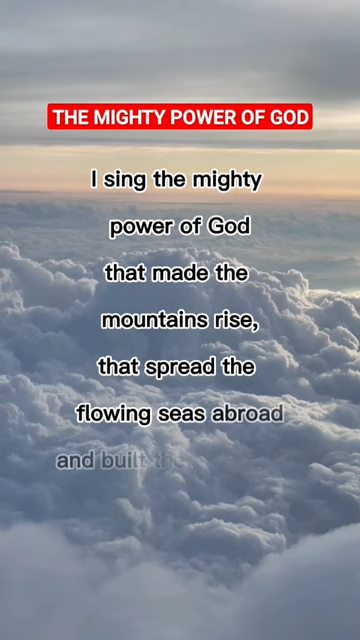 THE MIGHTY POWER OF GOD
I sing the mighty
power of God
that made the
mountains rise,
that spread the
flowing seas abroad
and built th